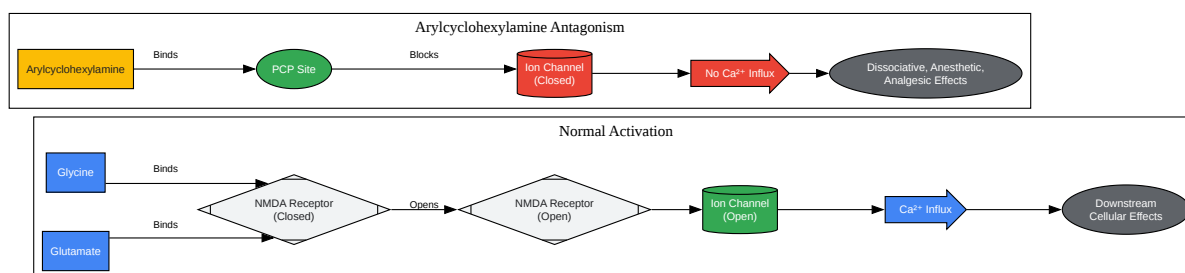 Arylcyclohexylamine Antagonism
Arylcyclohexylamine
Binds
PCP Site
Blocks
Ion Channel
(Closed)
No Ca²⁺ Influx
Dissociative, Anesthetic,
Analgesic Effects
Normal Activation
Glycine
Binds
Glutamate
Binds
NMDA Receptor
(Closed)
Opens
NMDA Receptor
(Open)
Ion Channel
(Open)
Ca²⁺ Influx
Downstream
Cellular Effects